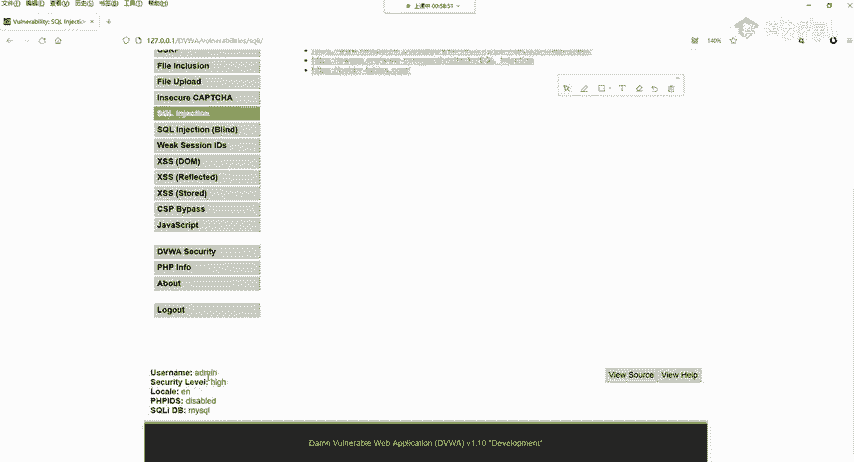 文件(F) 编辑(E) 查看(V) 历史(S) 书签(B) 工具(T) 帮助(H)
上课中 00:58:51
Vulnerability: SQL Injection
127.0.0.1/DVWA/vulnerabilities/sqli/
140%
CSRF
File Inclusion
File Upload
Insecure CAPTCHA
SQL Injection
SQL Injection (Blind)
Weak Session IDs
XSS (DOM)
XSS (Reflected)
XSS (Stored)
CSP Bypass
JavaScript
DVWA Security
PHP Info
About
Logout
Username: admin
Security Level: high
Locale: en
PHPIDS: disabled
SQLi DB: mysql
View Source View Help
Damn Vulnerable Web Application (DVWA) v1.10 *Development*